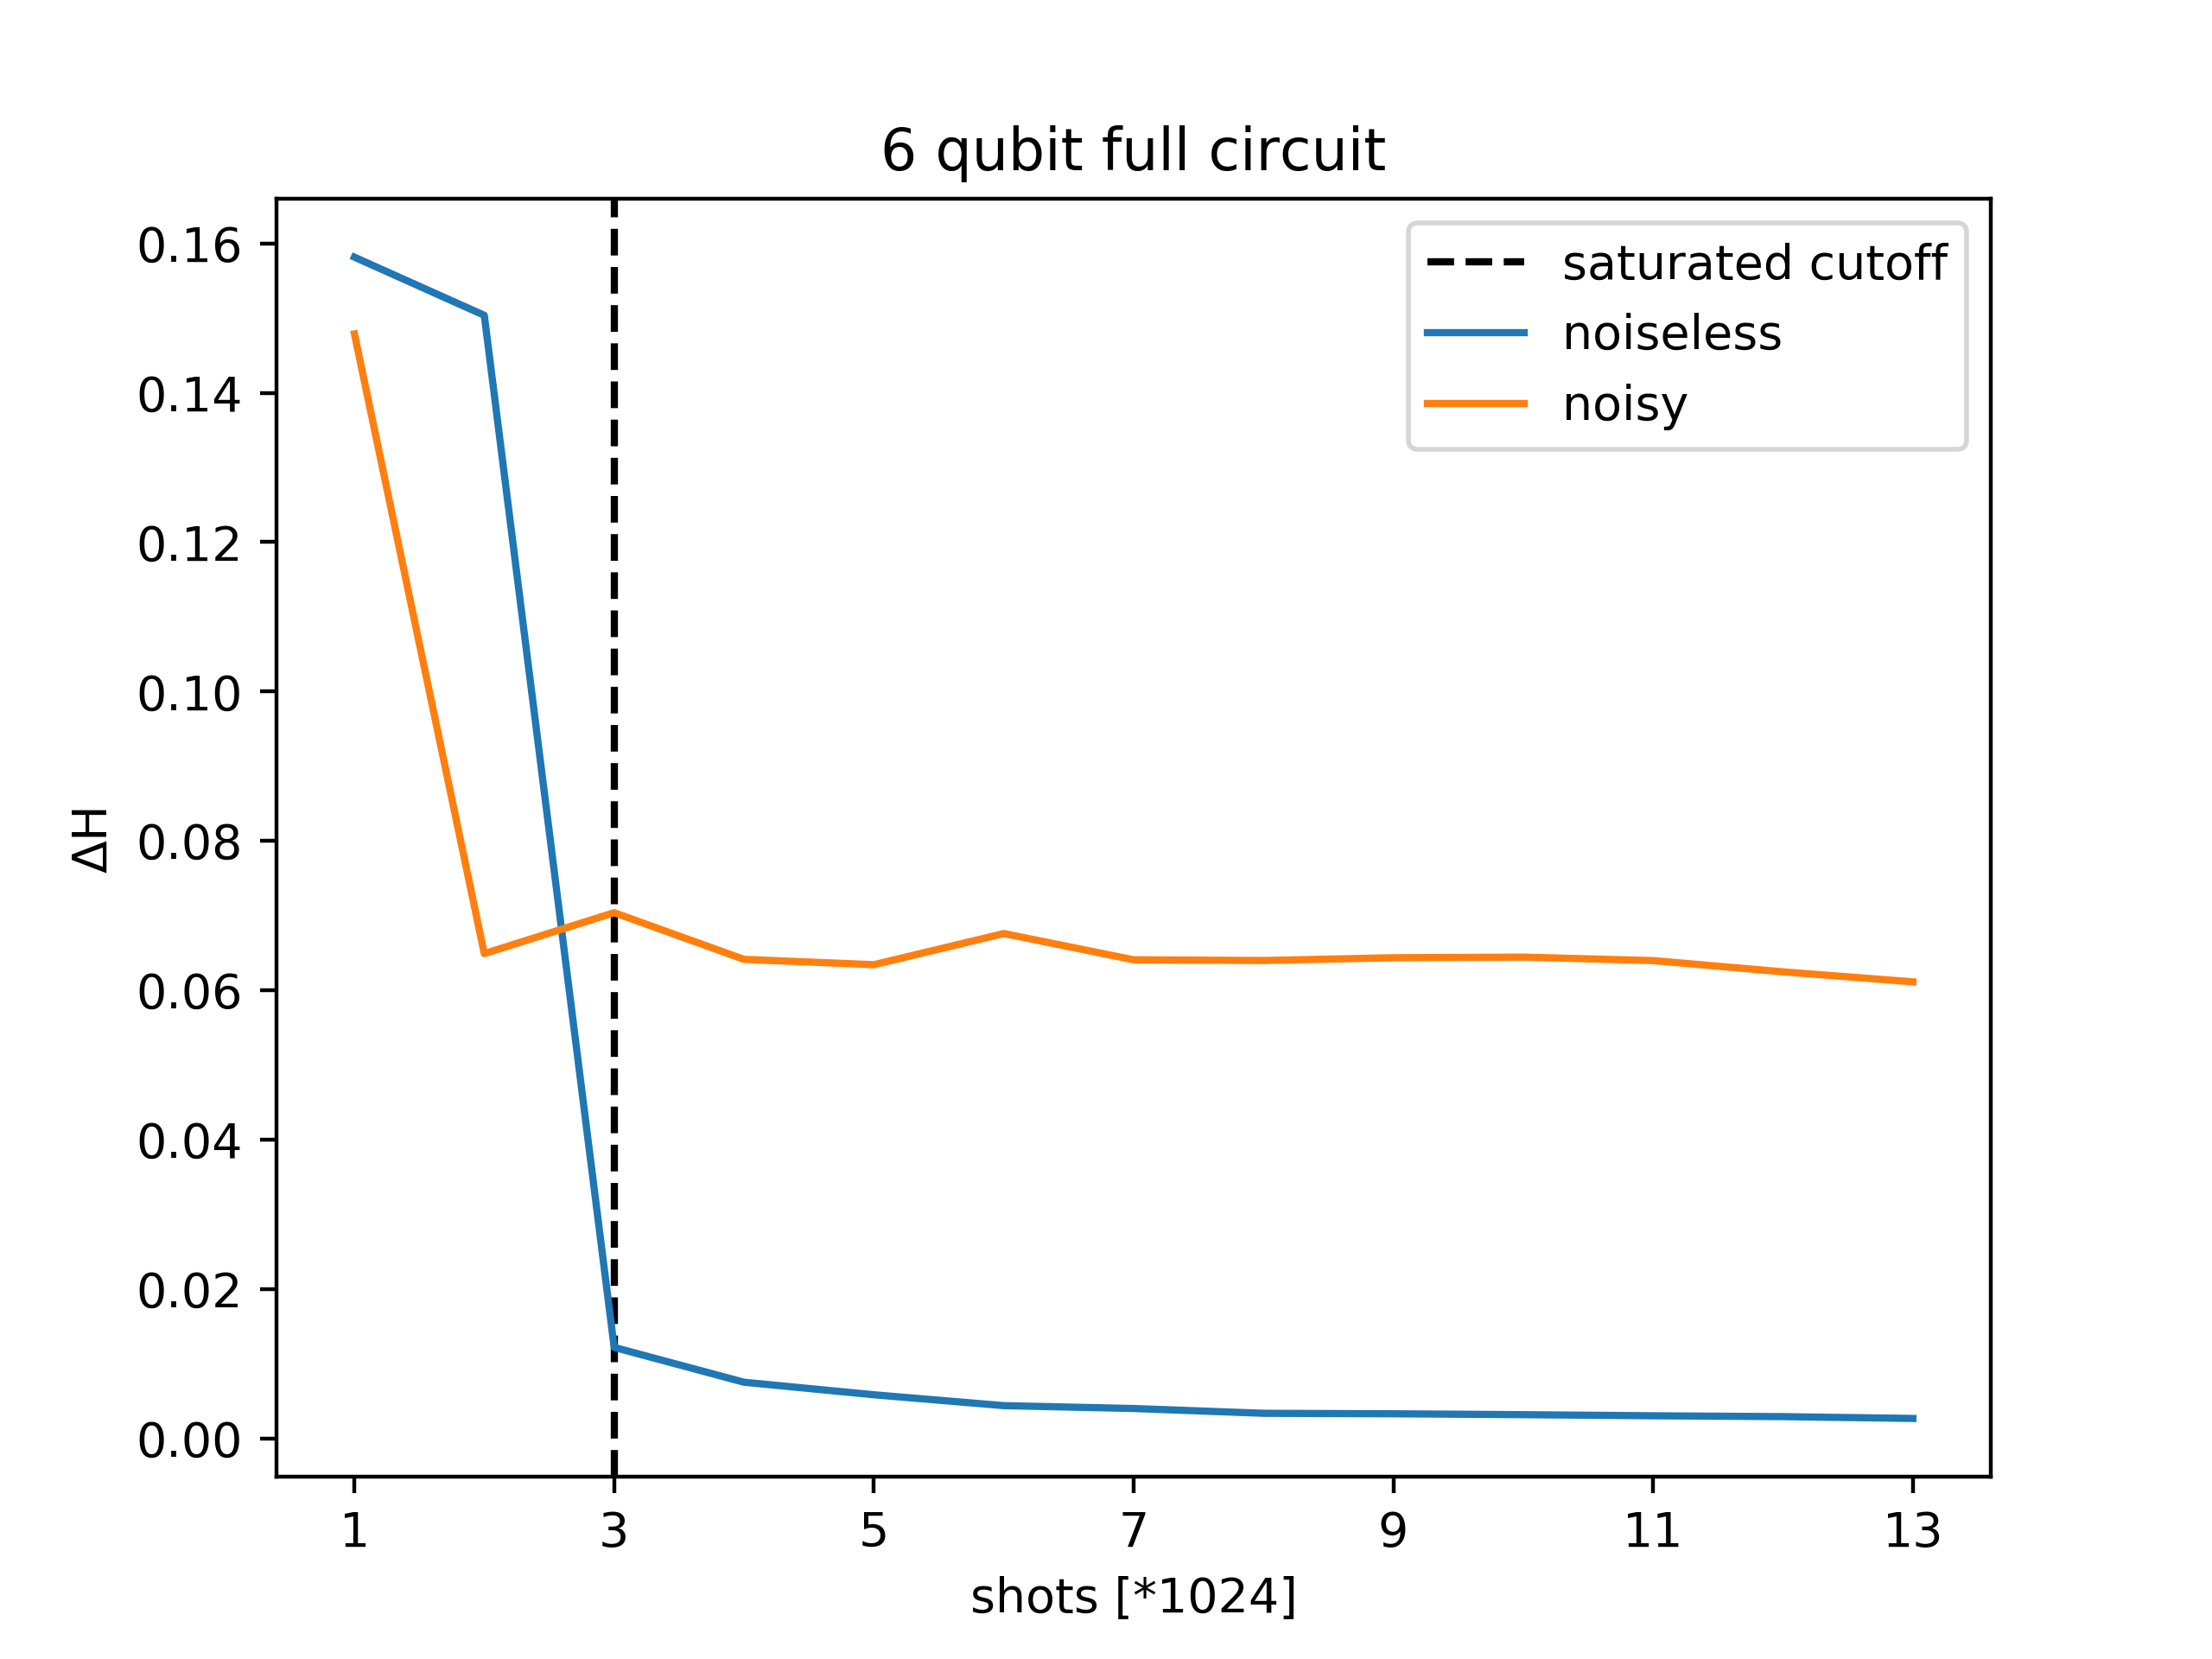 6 qubit full circuit
saturated cutoff
noiseless
noisy
ΔH
0.16
0.14
0.12
0.10
0.08
0.06
0.04
0.02
0.00
1 3 5 7 9 11 13
shots [*1024]